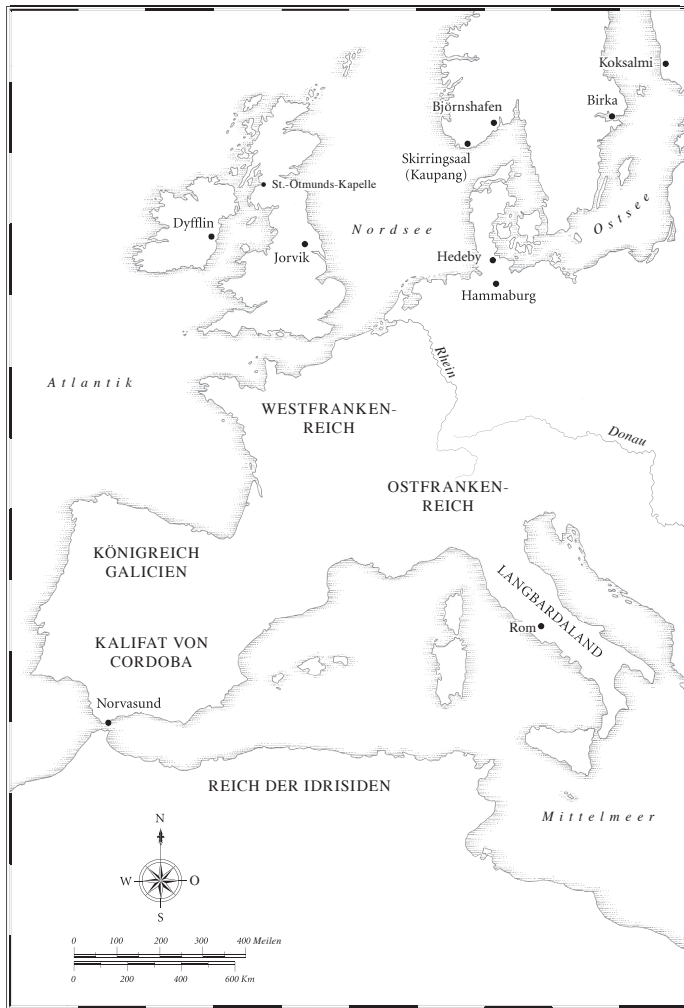 Koksalmi
Birka
Björnshafen
Skirringsaal
(Kaupang)
St.-Otmunds-Kapelle
Dyfflin
Nordsee
Ostsee
Jorvik
Hedeby
Hammaburg
Rhein
Atlantik
WESTFRANKEN-
REICH
Donau
OSTFRANKEN-
REICH
KÖNIGREICH
GALICIEN
LANGBARDALAND
Rom
KALIFAT VON
CORDOBA
Norvasund
REICH DER IDRISIDEN
Mittelmeer
N
W O
S
0 100 200 300 400 Meilen
0 200 400 600 Km